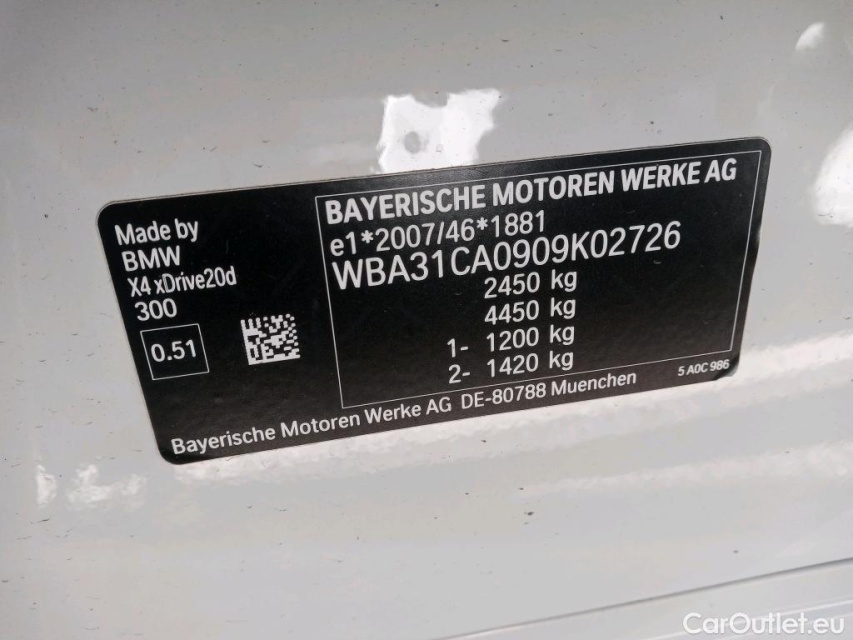 Made by
BMW
X4 xDrive20d
300
0.51
BAYERISCHE MOTOREN WERKE AG
e1*2007/46*1881
WBA31CA0909K02726
2450 kg
4450 kg
1- 1200 kg
2- 1420 kg
5 A0C 986
Bayerische Motoren Werke AG DE-80788 Muenchen
CarOutlet.eu